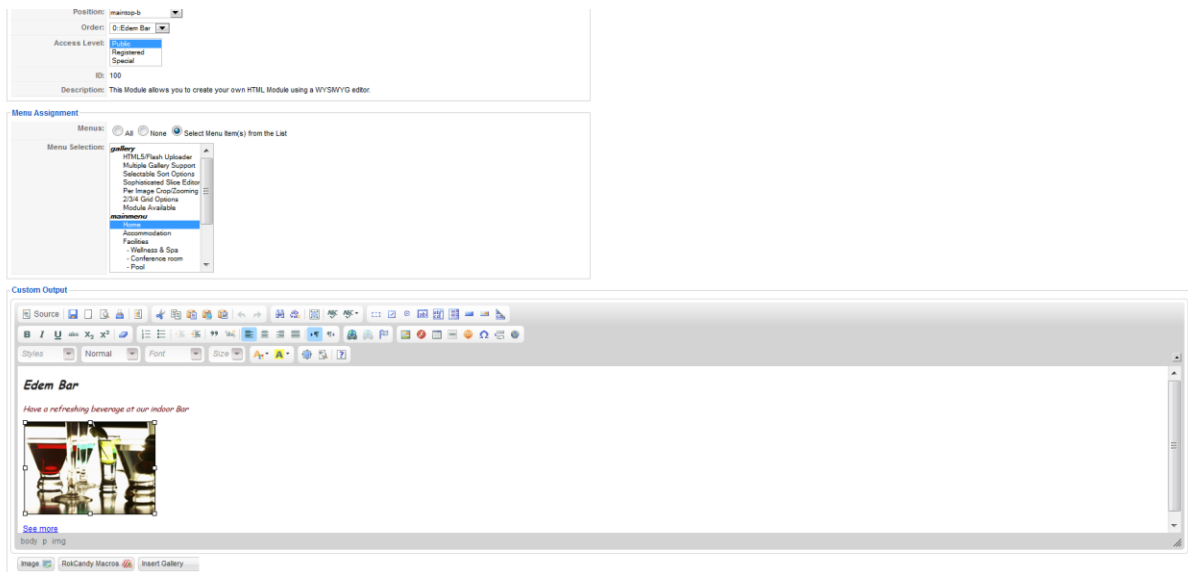 Position: maintop-b
Order: 0::Edem Bar
Access Level: Public
Registered
Special
ID: 100
Description: This Module allows you to create your own HTML Module using a WYSIWYG editor.
Menu Assignment
Menus: All None Select Menu Item(s) from the List
Menu Selection: gallery
HTML5/Flash Uploader
Multiple Gallery Support
Selectable Sort Options
Sophisticated Slice Editor
Per Image Crop/Zooming
2/3/4 Grid Options
Module Available
mainmenu
Home
Accommodation
Facilities
- Wellness & Spa
- Conference room
- Pool
Custom Output
Source
B I U abc X2 X2
Styles Normal Font Size
Edem Bar
Have a refreshing beverage at our indoor Bar
See more
body p img
Image RokCandy Macros Insert Gallery